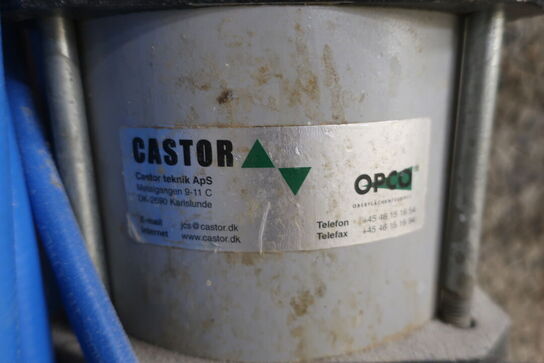 CASTOR
Castor teknik ApS
Metalgangen 9-11 C
DK-2690 Karlslunde
E-mail jcs@castor.dk
Internet www.castor.dk
OPCO
Telefon +45 46 15 16 54
Telefax +45 46 15 16 94